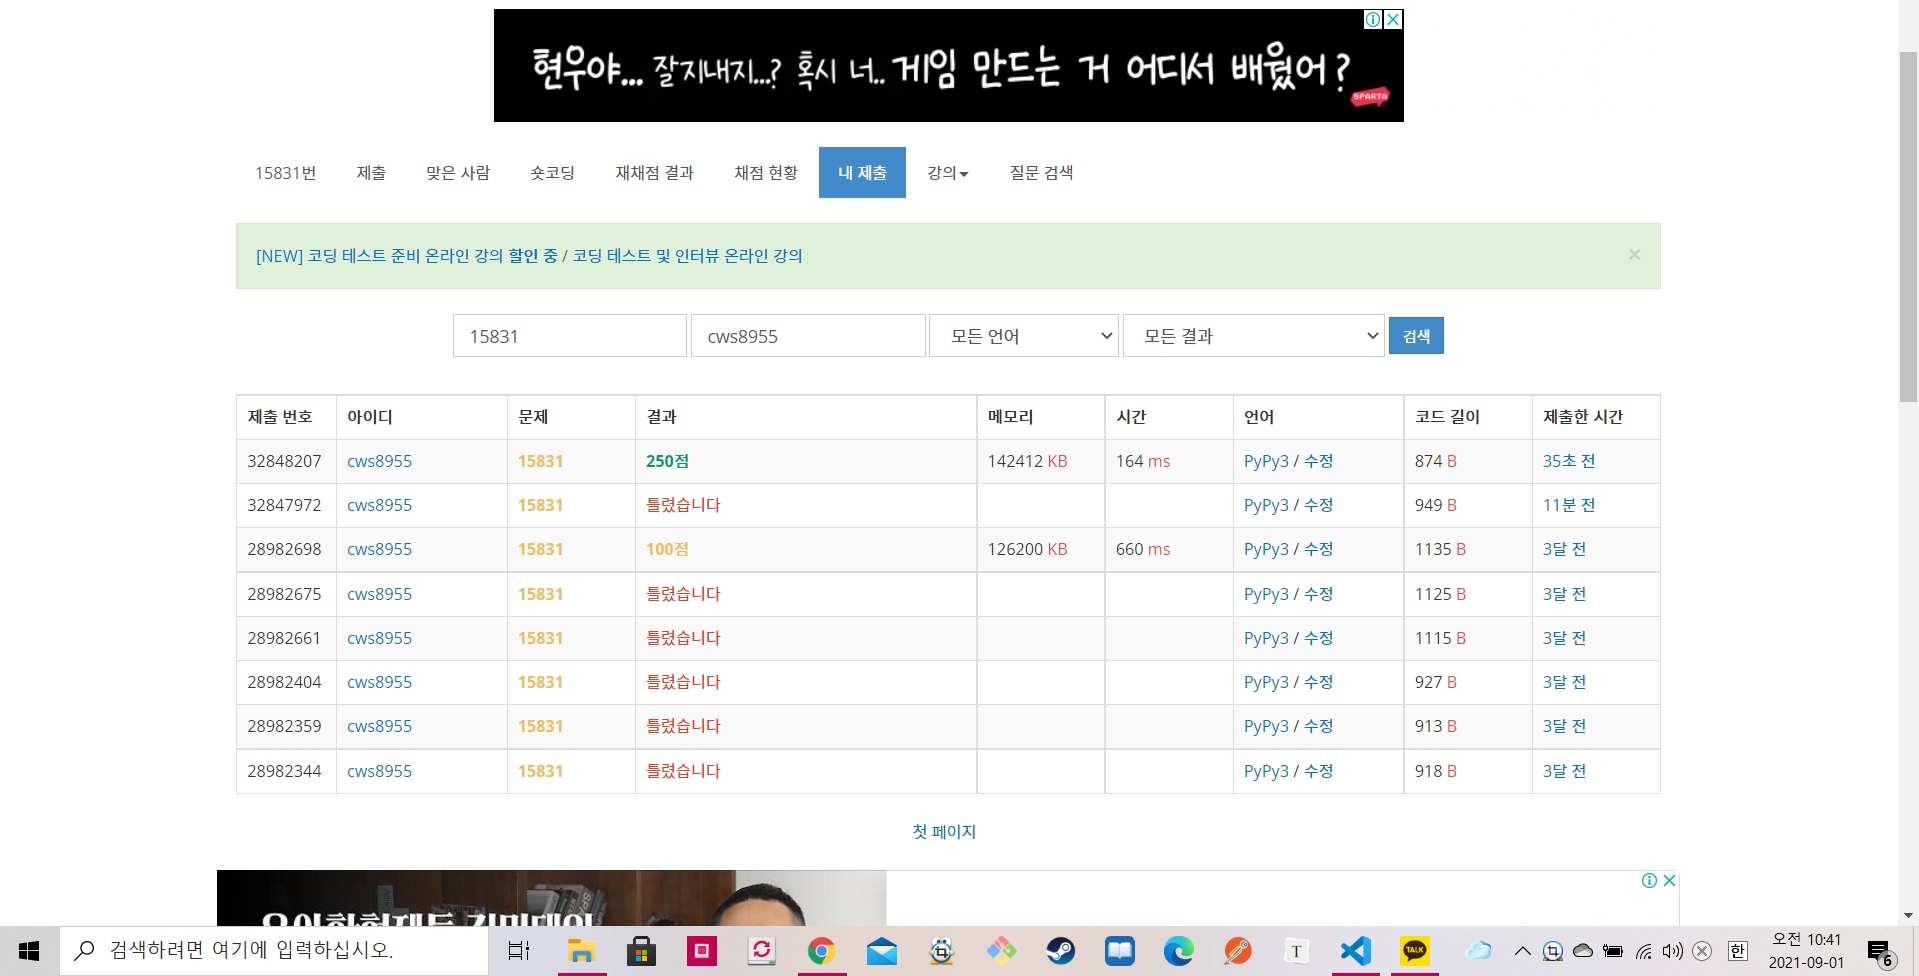 현우야... 잘지내지...? 혹시 너.. 게임 만드는 거 어디서 배웠어?
SPARTA
15831번 제출 맞은 사람 숏코딩 재채점 결과 채점 현황 내 제출 강의 질문 검색
[NEW] 코딩 테스트 준비 온라인 강의 할인 중 / 코딩 테스트 및 인터뷰 온라인 강의 ×
15831 cws8955 모든 언어 모든 결과 검색
제출 번호 아이디 문제 결과 메모리 시간 언어 코드 길이 제출한 시간
32848207 cws8955 15831 250점 142412 KB 164 ms PyPy3 / 수정 874 B 35초 전
32847972 cws8955 15831 틀렸습니다 PyPy3 / 수정 949 B 11분 전
28982698 cws8955 15831 100점 126200 KB 660 ms PyPy3 / 수정 1135 B 3달 전
28982675 cws8955 15831 틀렸습니다 PyPy3 / 수정 1125 B 3달 전
28982661 cws8955 15831 틀렸습니다 PyPy3 / 수정 1115 B 3달 전
28982404 cws8955 15831 틀렸습니다 PyPy3 / 수정 927 B 3달 전
28982359 cws8955 15831 틀렸습니다 PyPy3 / 수정 913 B 3달 전
28982344 cws8955 15831 틀렸습니다 PyPy3 / 수정 918 B 3달 전
첫 페이지
검색하려면 여기에 입력하십시오. T TALK 한 오전 10:41
2021-09-01 6